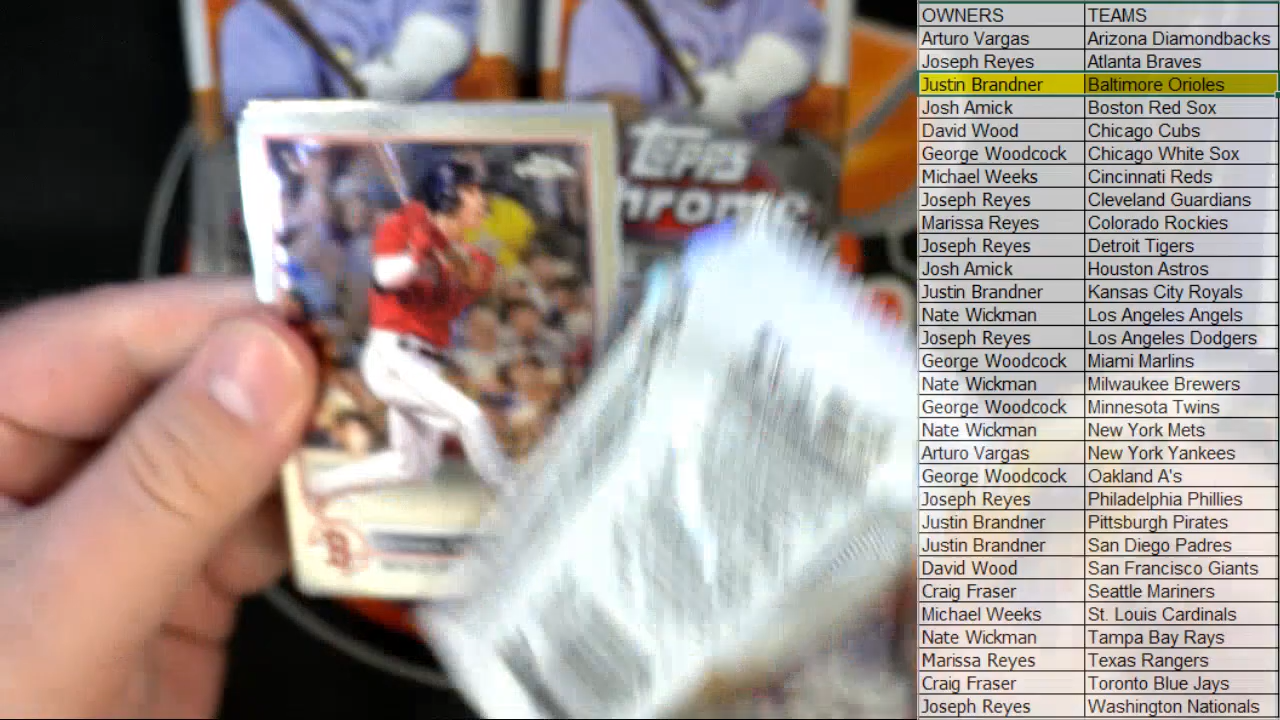 OWNERS TEAMS
Arturo Vargas Arizona Diamondbacks
Joseph Reyes Atlanta Braves
Justin Brandner Baltimore Orioles
Josh Amick Boston Red Sox
David Wood Chicago Cubs
George Woodcock Chicago White Sox
Michael Weeks Cincinnati Reds
Joseph Reyes Cleveland Guardians
Marissa Reyes Colorado Rockies
Joseph Reyes Detroit Tigers
Josh Amick Houston Astros
Justin Brandner Kansas City Royals
Nate Wickman Los Angeles Angels
Joseph Reyes Los Angeles Dodgers
George Woodcock Miami Marlins
Nate Wickman Milwaukee Brewers
George Woodcock Minnesota Twins
Nate Wickman New York Mets
Arturo Vargas New York Yankees
George Woodcock Oakland A's
Joseph Reyes Philadelphia Phillies
Justin Brandner Pittsburgh Pirates
Justin Brandner San Diego Padres
David Wood San Francisco Giants
Craig Fraser Seattle Mariners
Michael Weeks St. Louis Cardinals
Nate Wickman Tampa Bay Rays
Marissa Reyes Texas Rangers
Craig Fraser Toronto Blue Jays
Joseph Reyes Washington Nationals
Topps
hrome
B